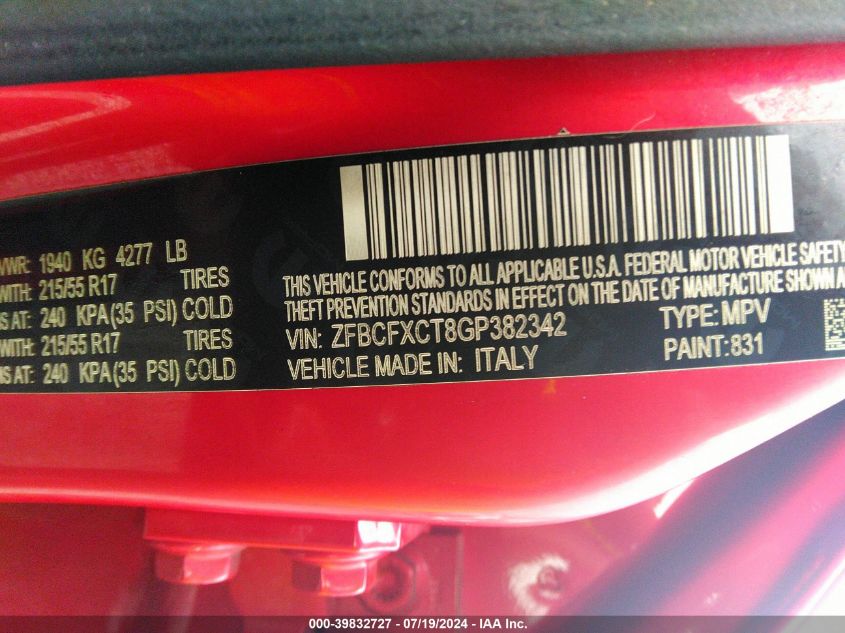 VWR: 1940 KG 4277 LB
WITH: 215/55 R17 TIRES
NS AT: 240 KPA(35 PSI) COLD
WITH: 215/55 R17 TIRES
NS AT: 240 KPA(35 PSI) COLD
THIS VEHICLE CONFORMS TO ALL APPLICABLE U.S.A. FEDERAL MOTOR VEHICLE SAFETY
THEFT PREVENTION STANDARDS IN EFFECT ON THE DATE OF MANUFACTURE SHOWN A
VIN: ZFBCFXCT8GP382342 TYPE: MPV
VEHICLE MADE IN: ITALY PAINT: 831
000-39832727 - 07/19/2024 - IAA Inc.